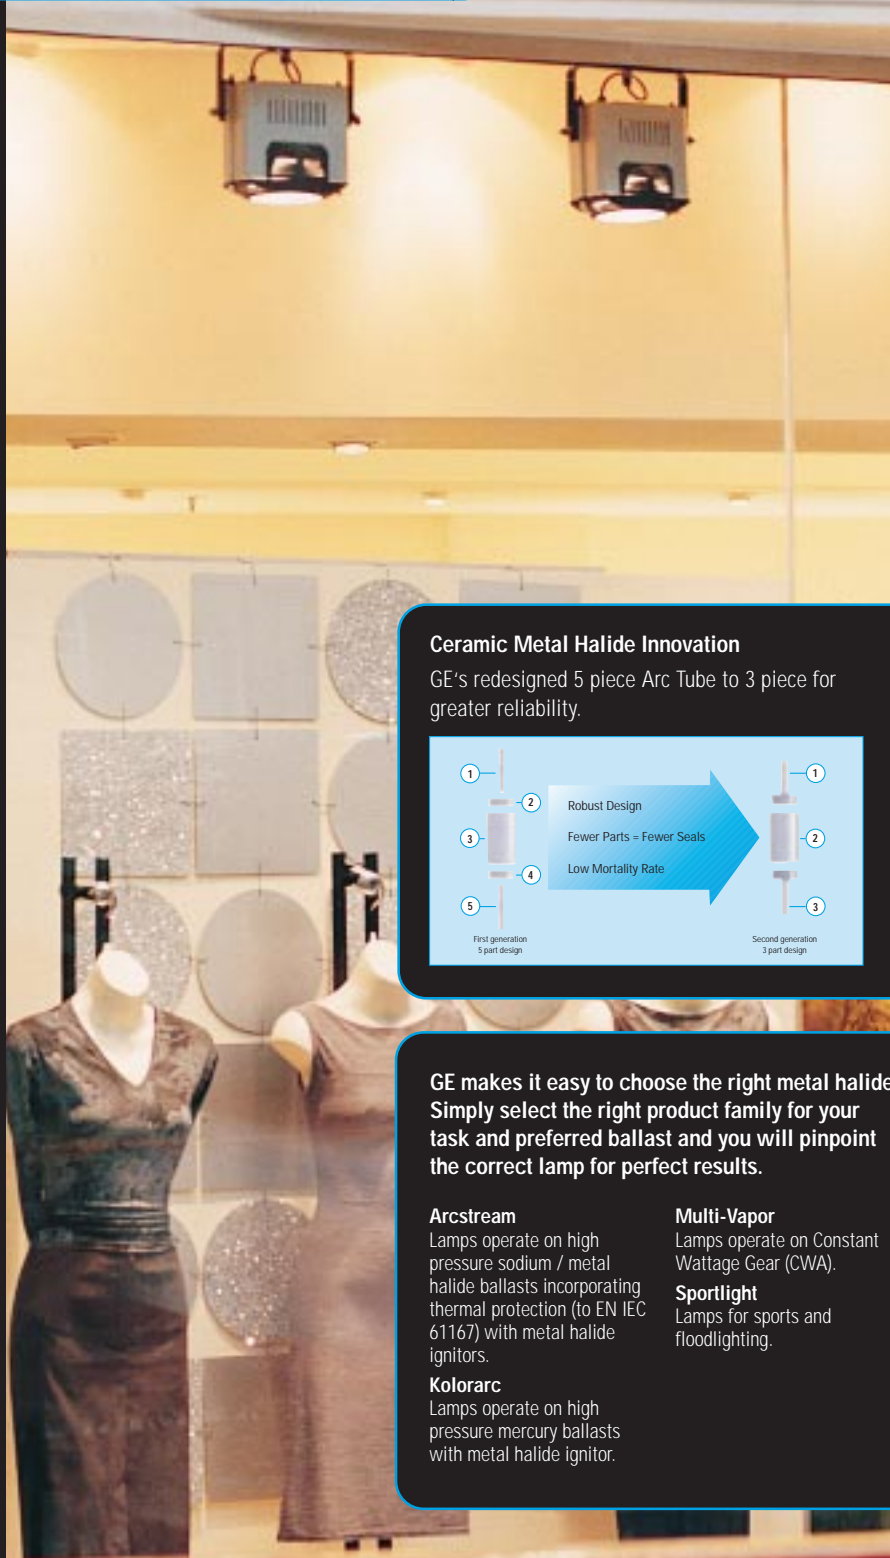 Ceramic Metal Halide Innovation
GE's redesigned 5 piece Arc Tube to 3 piece for
greater reliability.
1
2
3
4
5
First generation
5 part design
Robust Design
Fewer Parts = Fewer Seals
Low Mortality Rate
1
2
3
Second generation
3 part design
GE makes it easy to choose the right metal halide
Simply select the right product family for your
task and preferred ballast and you will pinpoint
the correct lamp for perfect results.
Arcstream
Lamps operate on high
pressure sodium / metal
halide ballasts incorporating
thermal protection (to EN IEC
61167) with metal halide
ignitors.
Kolorarc
Lamps operate on high
pressure mercury ballasts
with metal halide ignitor.
Multi-Vapor
Lamps operate on Constant
Wattage Gear (CWA).
Sportlight
Lamps for sports and
floodlighting.